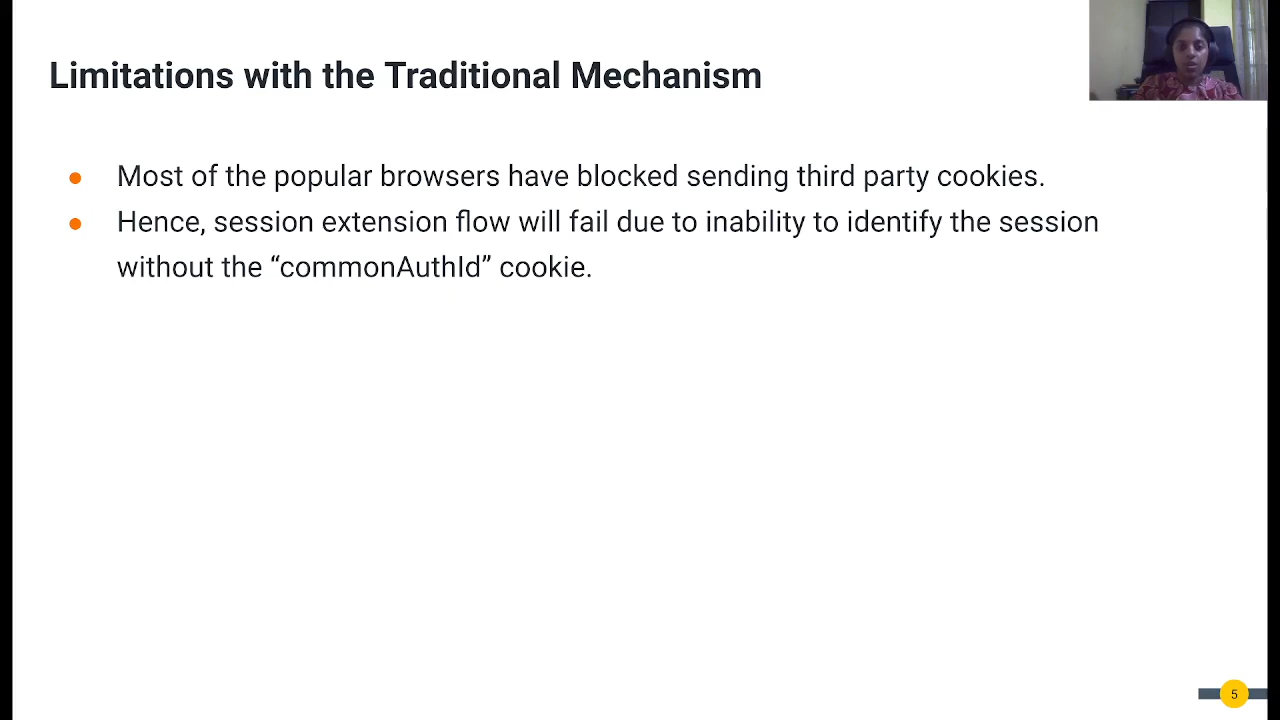 Limitations with the Traditional Mechanism
● Most of the popular browsers have blocked sending third party cookies.
● Hence, session extension flow will fail due to inability to identify the session
without the “commonAuthId” cookie.
5